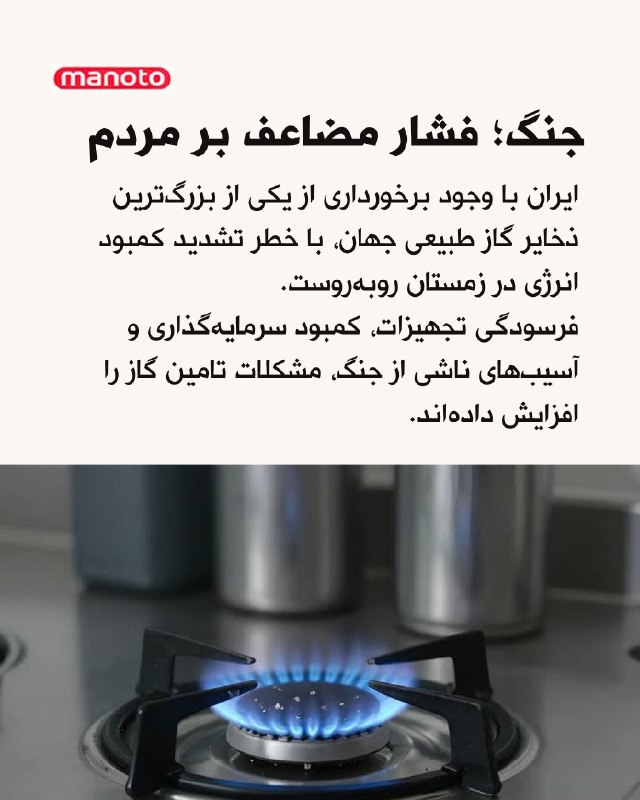 manoto
جنگ؛ فشار مضاعف بر مردم
ایران با وجود برخورداری از یکی از بزرگ‌ترین
ذخایر گاز طبیعی جهان، با خطر تشدید کمبود
انرژی در زمستان روبه‌روست.
فرسودگی تجهیزات، کمبود سرمایه‌گذاری و
آسیب‌های ناشی از جنگ، مشکلات تامین گاز را
افزایش داده‌اند.